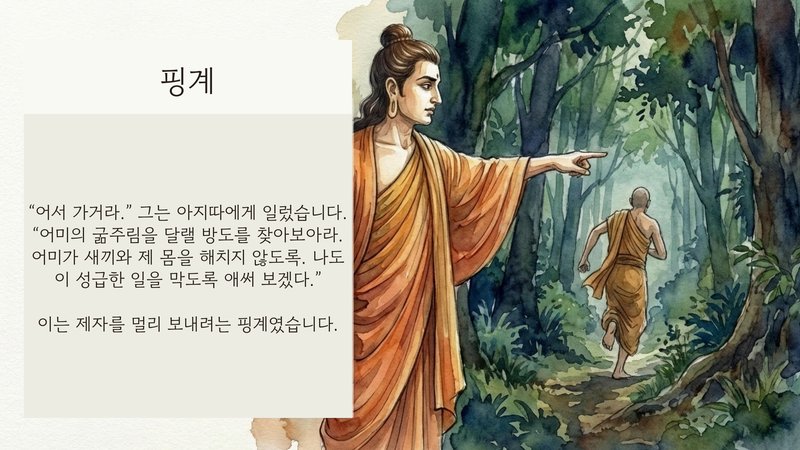 핑계
“어서 가거라.” 그는 아지따에게 일렀습니다.
“어미의 굶주림을 달랠 방도를 찾아보아라.
어미가 새끼와 제 몸을 해치지 않도록. 나도
이 성급한 일을 막도록 애써 보겠다.”
이는 제자를 멀리 보내려는 핑계였습니다.